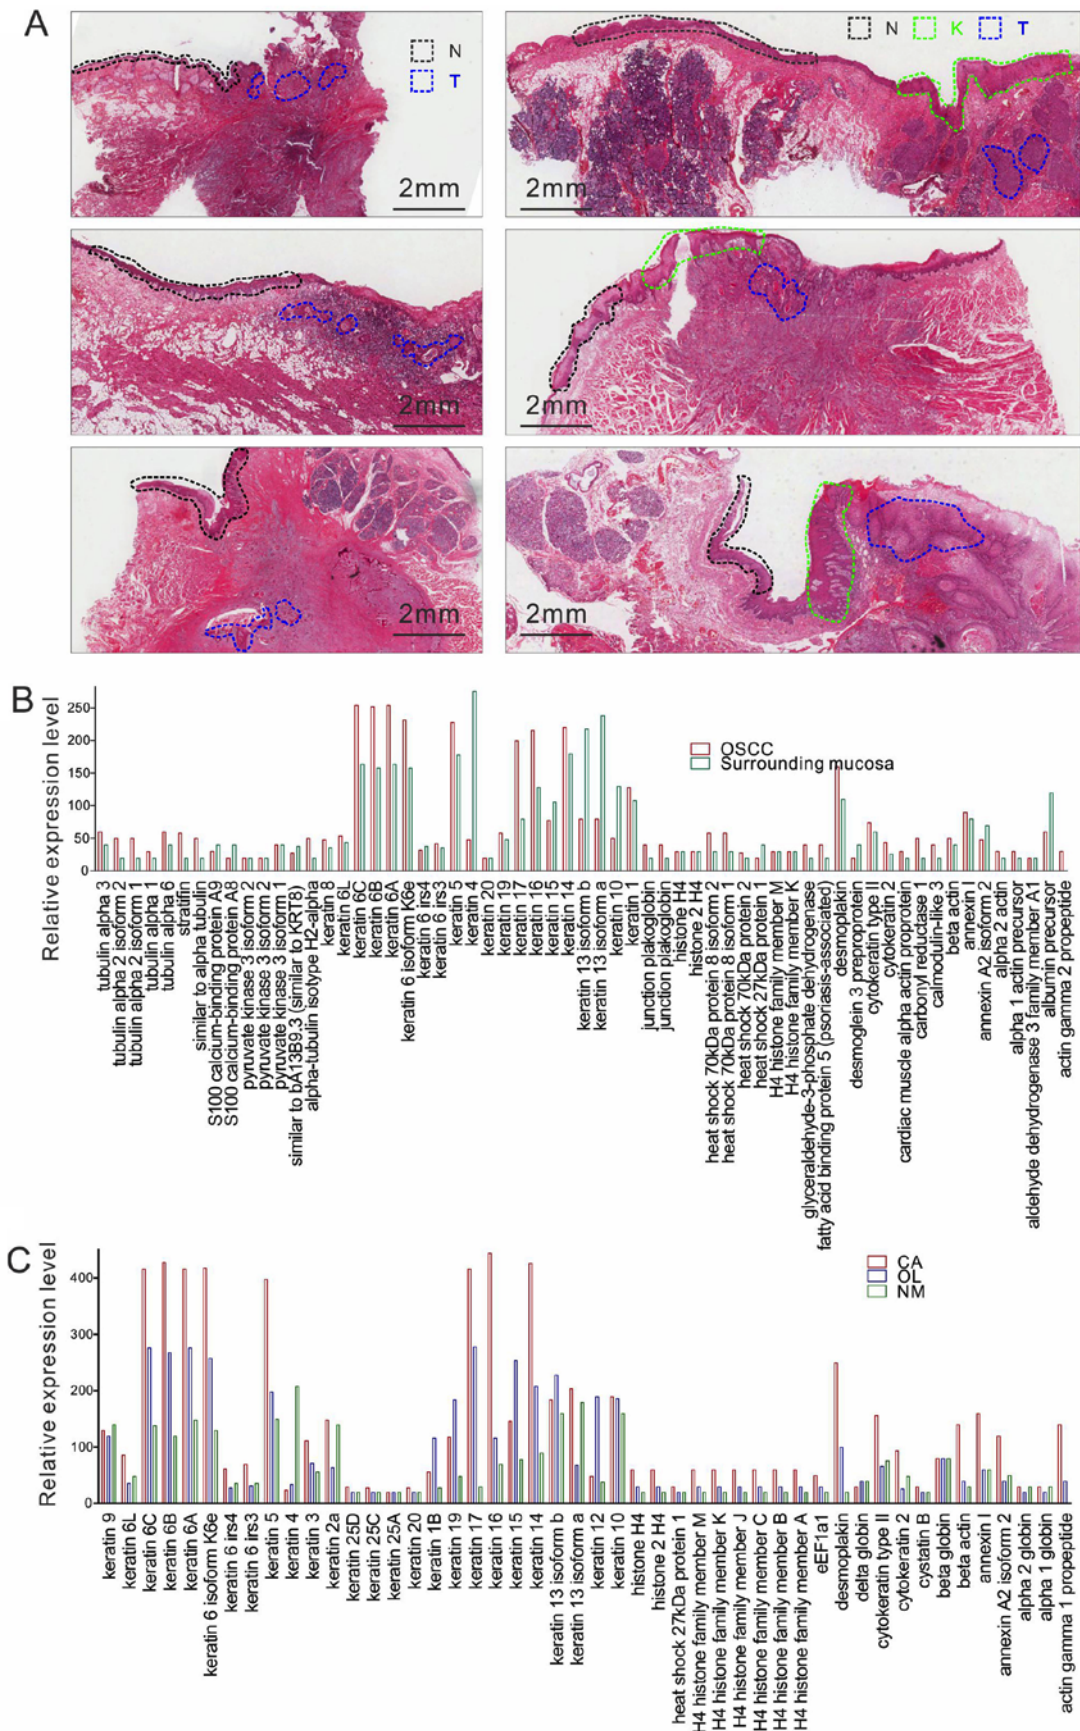 A
N
T
2mm
N K T
2mm
2mm
2mm
2mm
2mm
B
Relative expression level
250
200
150
100
50
0
OSCC
Surrounding mucosa
tubulin alpha 3
tubulin alpha 2 isoform 2
tubulin alpha 2 isoform 1
tubulin alpha 1
tubulin alpha 6
stratifin
similar to alpha tubulin
S100 calcium-binding protein A9
S100 calcium-binding protein A8
pyruvate kinase 3 isoform 2
pyruvate kinase 3 isoform 2
pyruvate kinase 3 isoform 1
similar to bA13B9.3 (similar to KRT8)
alpha-tubulin isotype H2-alpha
keratin 8
keratin 6L
keratin 6C
keratin 6B
keratin 6A
keratin 6 isoform K6e
keratin 6 irs4
keratin 6 irs3
keratin 5
keratin 4
keratin 20
keratin 19
keratin 17
keratin 16
keratin 15
keratin 14
keratin 13 isoform b
keratin 13 isoform a
keratin 10
keratin 1
junction plakoglobin
junction plakoglobin
histone H4
histone 2 H4
heat shock 70kDa protein 8 isoform 2
heat shock 70kDa protein 8 isoform 1
heat shock 70kDa protein 2
heat shock 27kDa protein 1
H4 histone family member M
H4 histone family member K
glyceraldehyde-3-phosphate dehydrogenase
fatty acid binding protein 5 (psoriasis-associated)
desmoplakin
desmoglein 3 preproprotein
cytokeratin type II
cytokeratin 2
cardiac muscle alpha actin proprotein
carbonyl reductase 1
calmodulin-like 3
beta actin
annexin I
annexin A2 isoform 2
alpha 2 actin
alpha 1 actin precursor
aldehyde dehydrogenase 3 family member A1
albumin precursor
actin gamma 2 propeptide
C
Relative expression level
400
300
200
100
0
CA
OL
NM
keratin 9
keratin 6L
keratin 6C
keratin 6B
keratin 6A
keratin 6 isoform K6e
keratin 6 irs4
keratin 6 irs3
keratin 5
keratin 4
keratin 3
keratin 2a
keratin 25D
keratin 25C
keratin 25A
keratin 20
keratin 1B
keratin 19
keratin 17
keratin 16
keratin 15
keratin 14
keratin 13 isoform b
keratin 13 isoform a
keratin 12
keratin 10
histone H4
histone 2 H4
heat shock 27kDa protein 1
H4 histone family member M
H4 histone family member K
H4 histone family member J
H4 histone family member C
H4 histone family member B
H4 histone family member A
eEF1a1
desmoplakin
delta globin
cytokeratin type II
cytokeratin 2
cystatin B
beta globin
beta actin
annexin I
annexin A2 isoform 2
alpha 2 globin
alpha 1 globin
actin gamma 1 propeptide